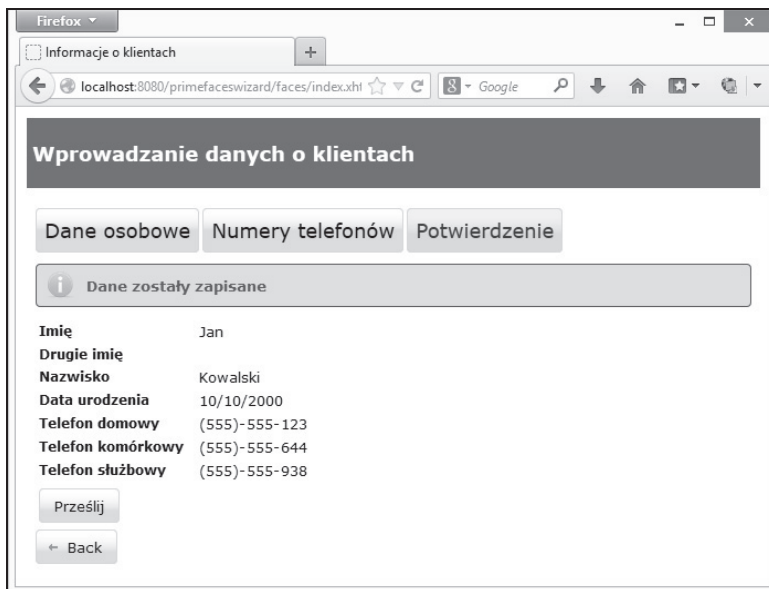 Firefox
Informacje o klientach
localhost:8080/primefaceswizard/faces/index.xht
Google
Wprowadzanie danych o klientach
Dane osobowe Numery telefonów Potwierdzenie
Dane zostały zapisane
Imię Jan
Drugie imię
Nazwisko Kowalski
Data urodzenia 10/10/2000
Telefon domowy (555)-555-123
Telefon komórkowy (555)-555-644
Telefon służbowy (555)-555-938
Prześlij
← Back